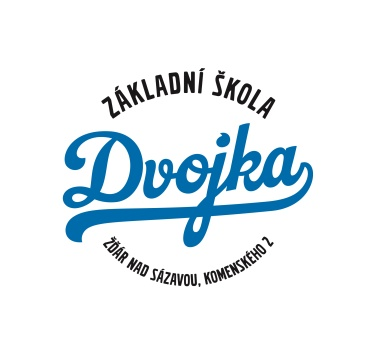 ZÁKLADNÍ ŠKOLA
Dvojka
ŽĎÁR NAD SÁZAVOU, KOMENSKÉHO 2